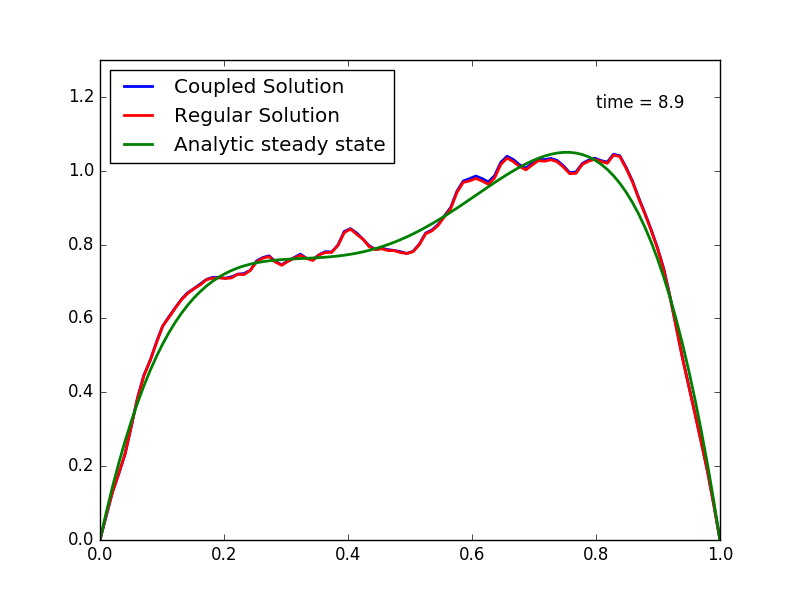 Coupled Solution
Regular Solution
Analytic steady state
time = 8.9
1.2
1.0
0.8
0.6
0.4
0.2
0.0
0.0 0.2 0.4 0.6 0.8 1.0